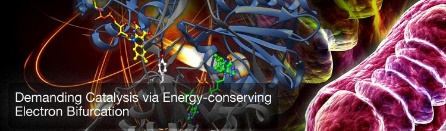 Demanding Catalysis via Energy-conserving
Electron Bifurcation